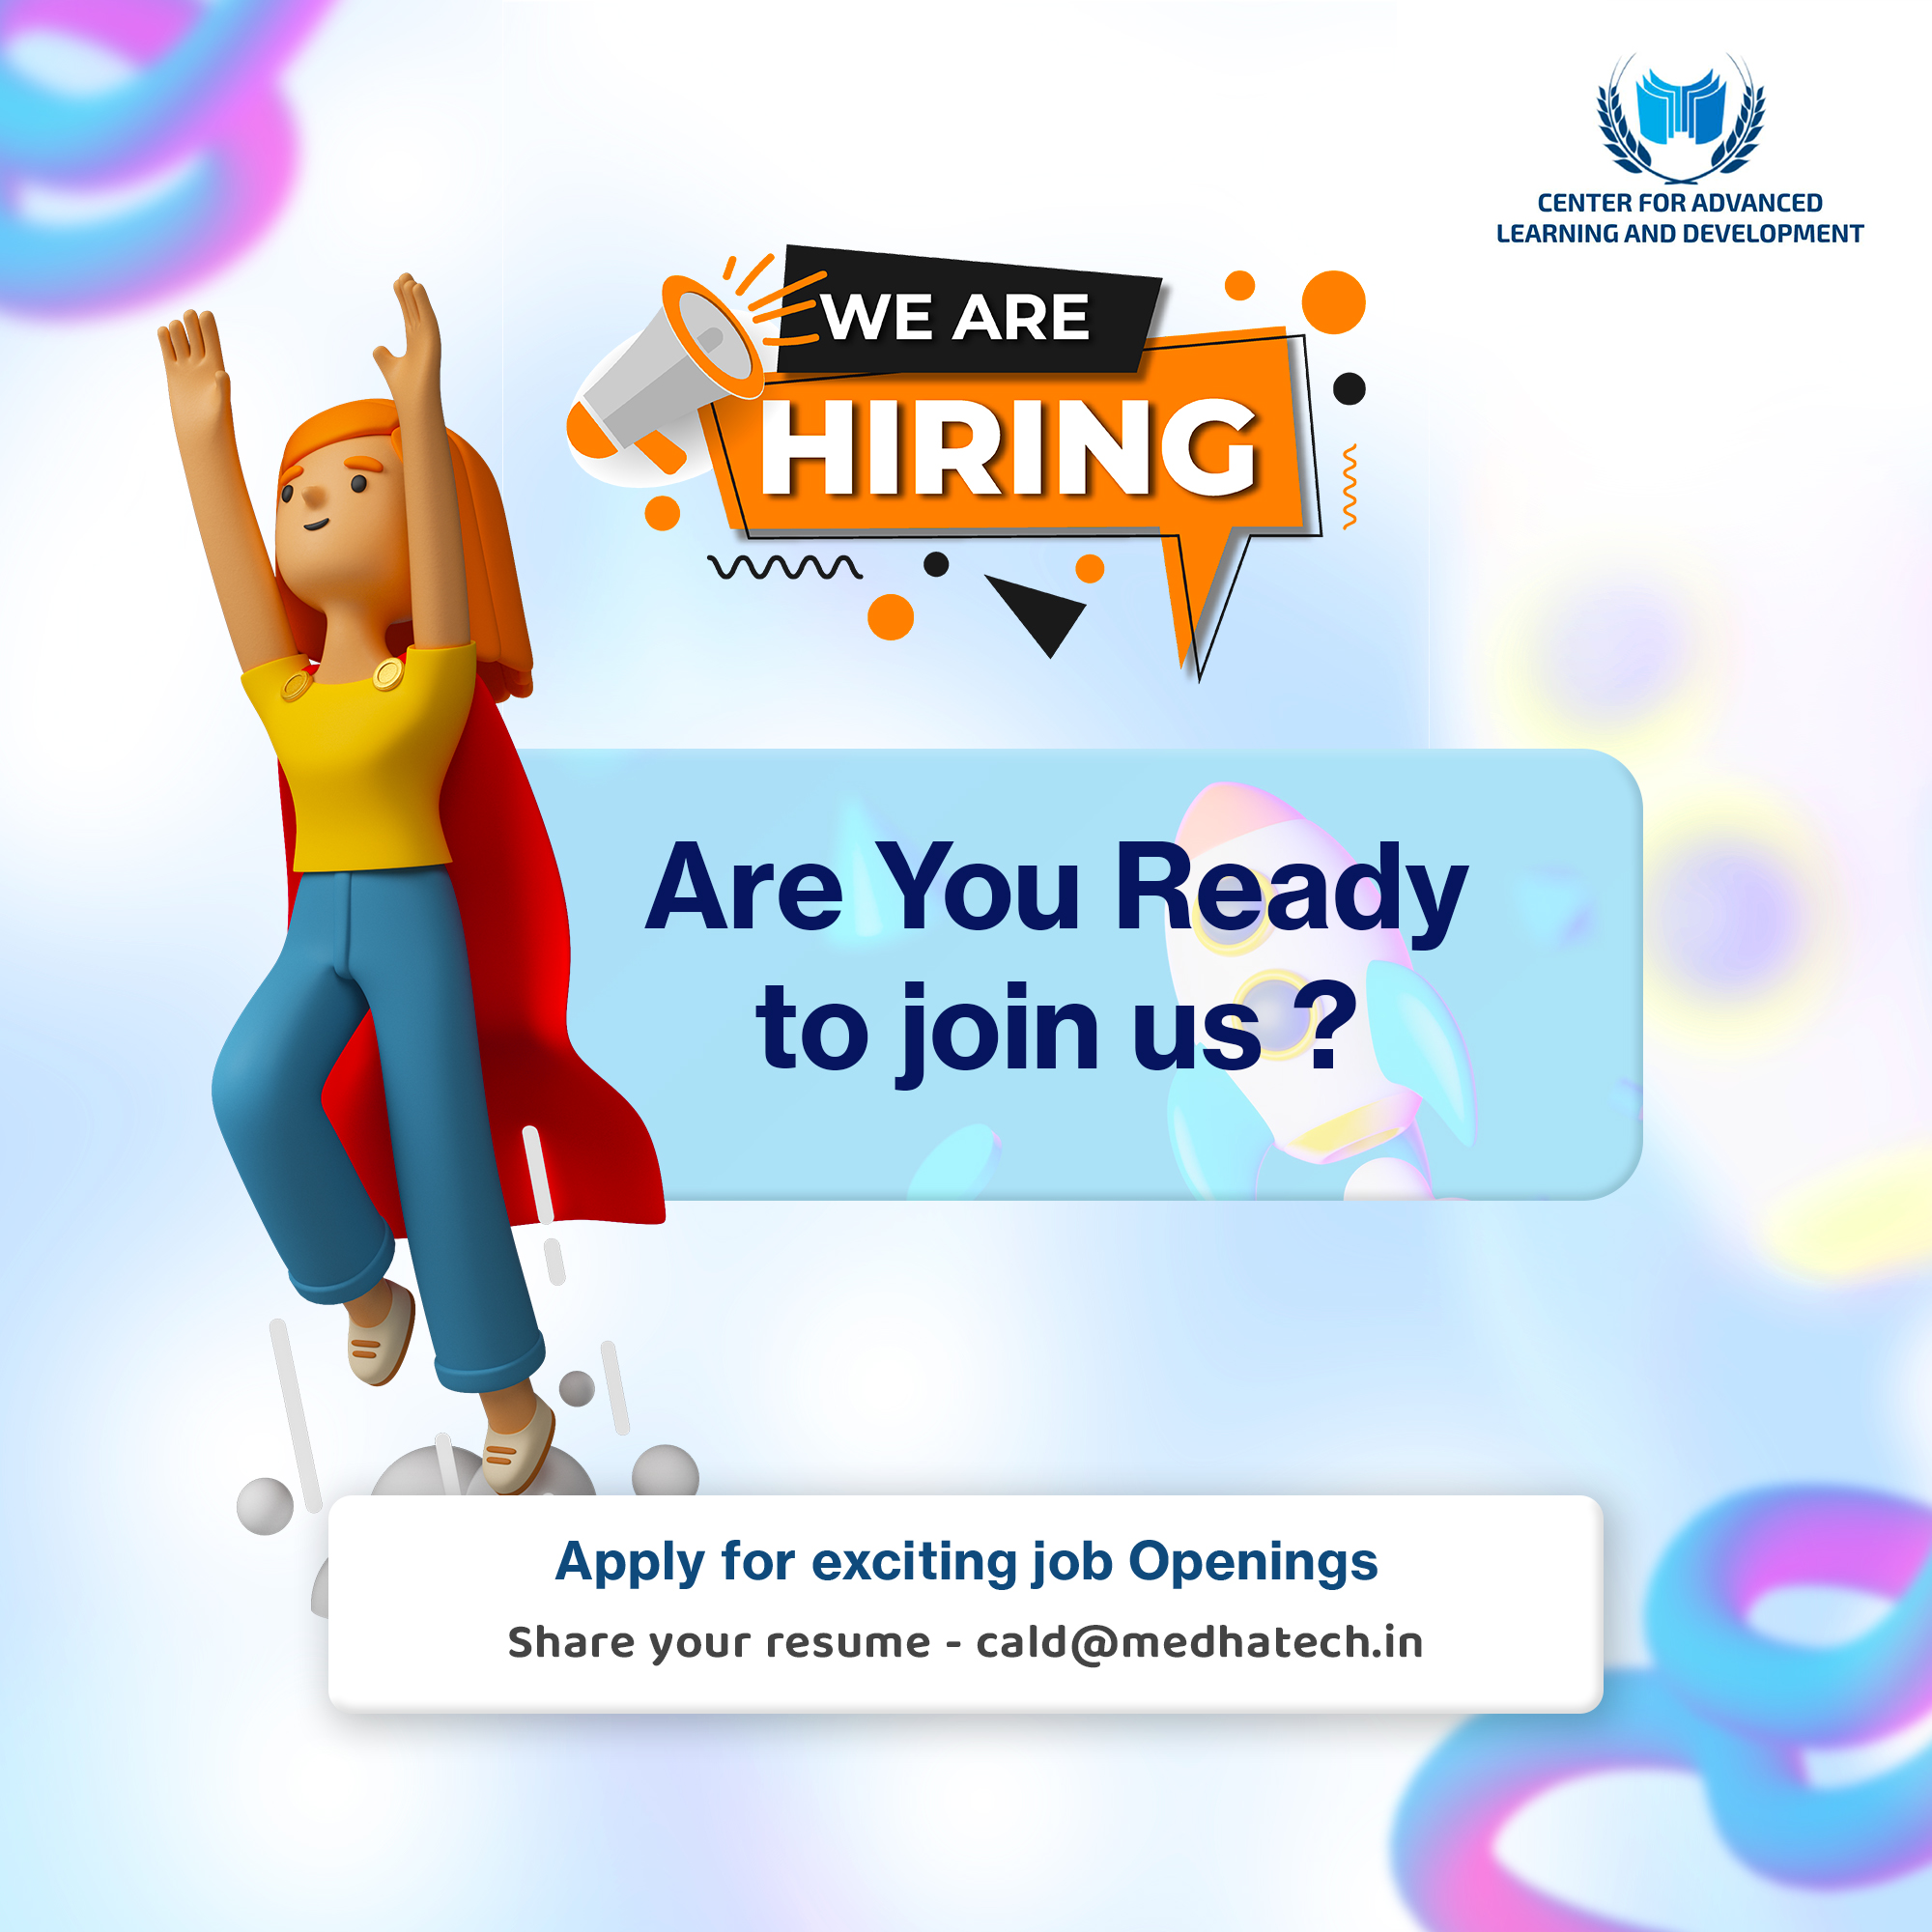 CENTER FOR ADVANCED
LEARNING AND DEVELOPMENT
WE ARE
HIRING
Are You Ready
to join us ?
Apply for exciting job Openings
Share your resume - cald@medhatech.in